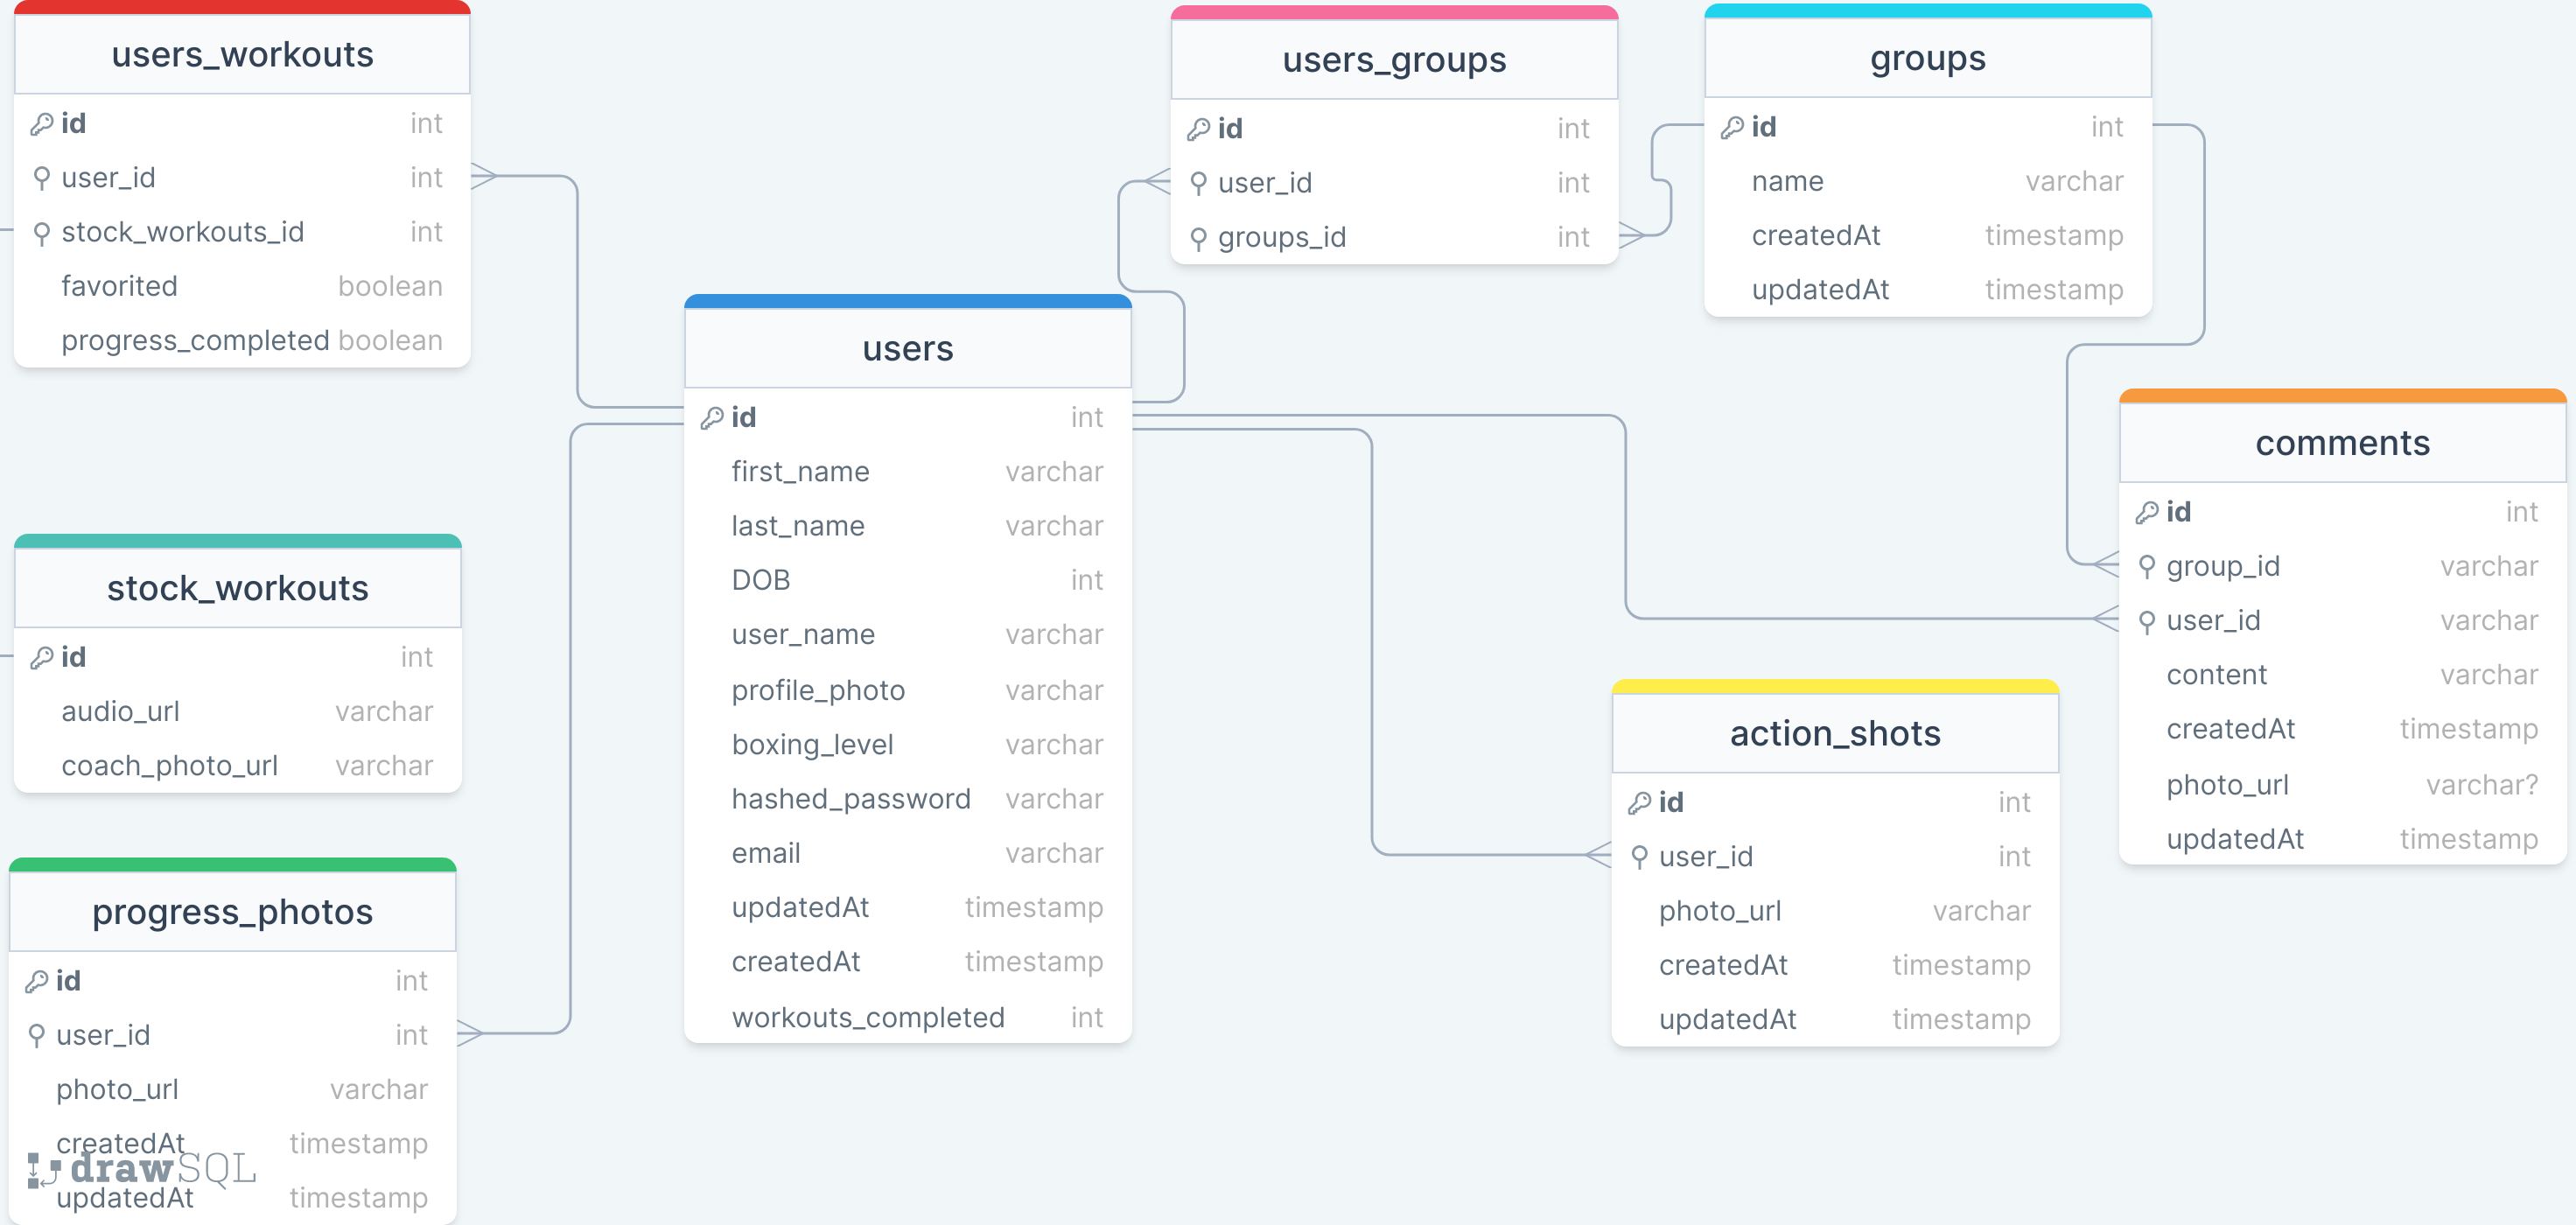 users_workouts
id int
user_id int
stock_workouts_id int
favorited boolean
progress_completed boolean
stock_workouts
id int
audio_url varchar
coach_photo_url varchar
progress_photos
id int
user_id int
photo_url varchar
createdAt timestamp
updatedAt timestamp
drawSQL
users
id int
first_name varchar
last_name varchar
DOB int
user_name varchar
profile_photo varchar
boxing_level varchar
hashed_password varchar
email varchar
updatedAt timestamp
createdAt timestamp
workouts_completed int
users_groups
id int
user_id int
groups_id int
groups
id int
name varchar
createdAt timestamp
updatedAt timestamp
action_shots
id int
user_id int
photo_url varchar
createdAt timestamp
updatedAt timestamp
comments
id int
group_id varchar
user_id varchar
content varchar
createdAt timestamp
photo_url varchar?
updatedAt timestamp